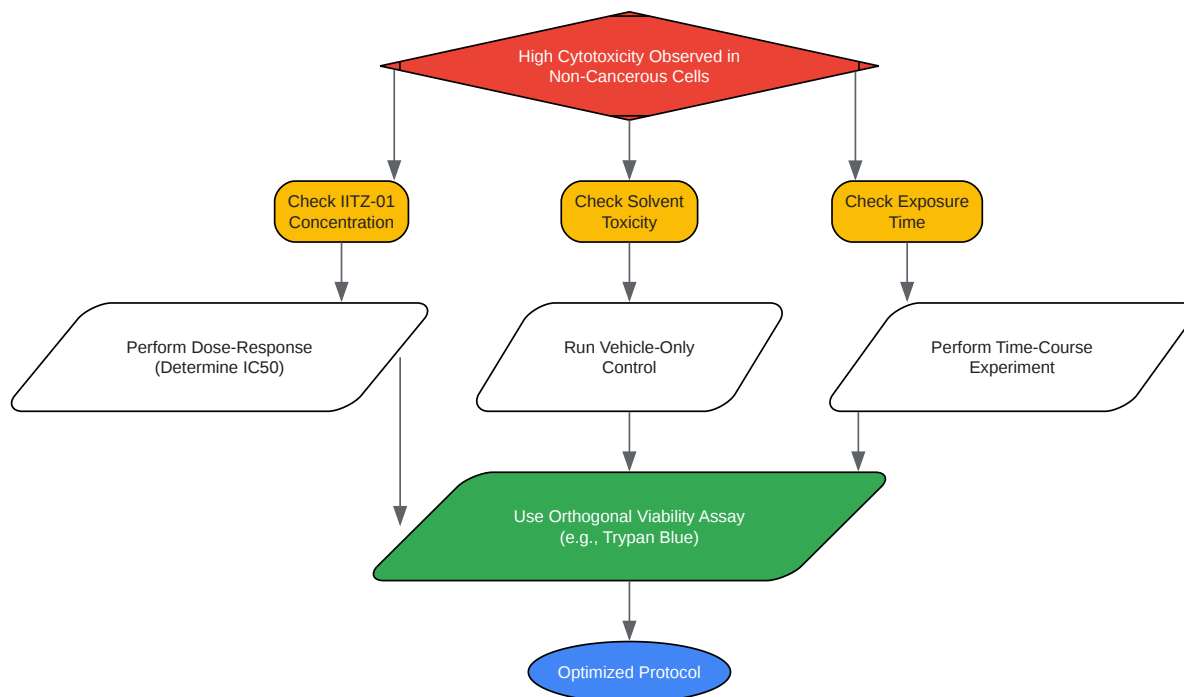 High Cytotoxicity Observed in
Non-Cancerous Cells
Check IITZ-01
Concentration
Check Solvent
Toxicity
Check Exposure
Time
Perform Dose-Response
(Determine IC50)
Run Vehicle-Only
Control
Perform Time-Course
Experiment
Use Orthogonal Viability Assay
(e.g., Trypan Blue)
Optimized Protocol